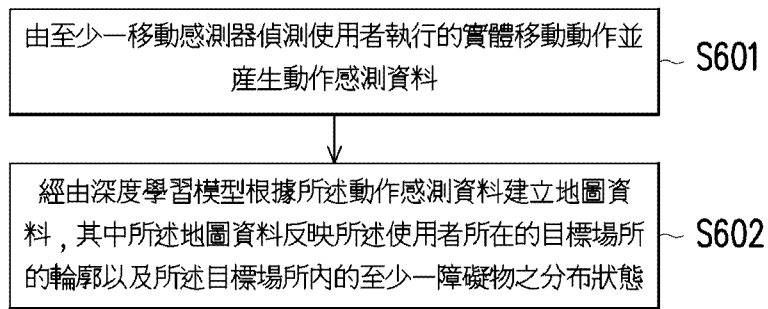 由至少一移動感測器偵測使用者執行的實體移動動作並
產生動作感測資料
S601
經由深度學習模型根據所述動作感測資料建立地圖資
料，其中所述地圖資料反映所述使用者所在的目標場所
的輪廓以及所述目標場所內的至少一障礙物之分布狀態
S602